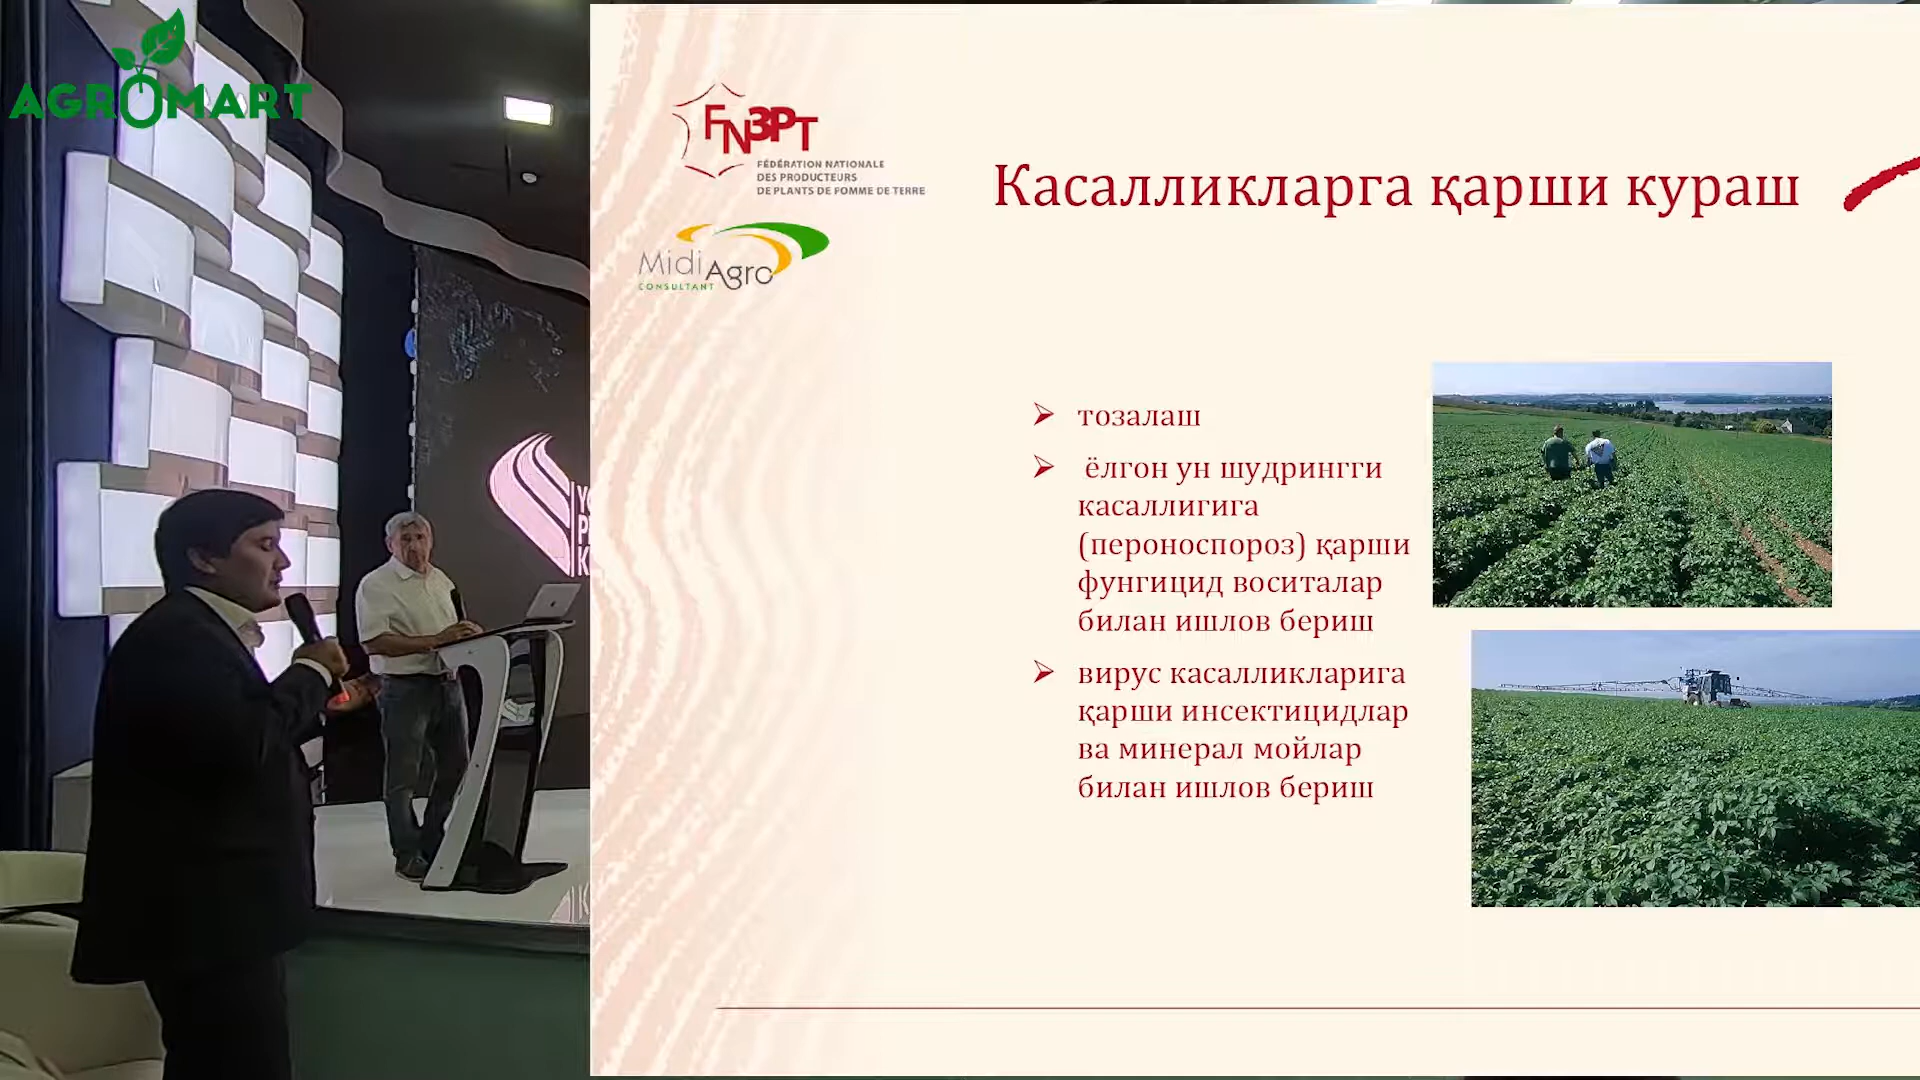 AGROMART
FN3PT
FÉDÉRATION NATIONALE
DES PRODUCTEURS
DE PLANTS DE POMME DE TERRE
MidiAgro
CONSULTANT
Касалликларга қарши кураш
тозалаш
ёлгон ун шудрингги
касаллигига
(пероноспороз) қарши
фунгицид воситалар
билан ишлов бериш
вирус касалликларига
қарши инсектицидлар
ва минерал мойлар
билан ишлов бериш